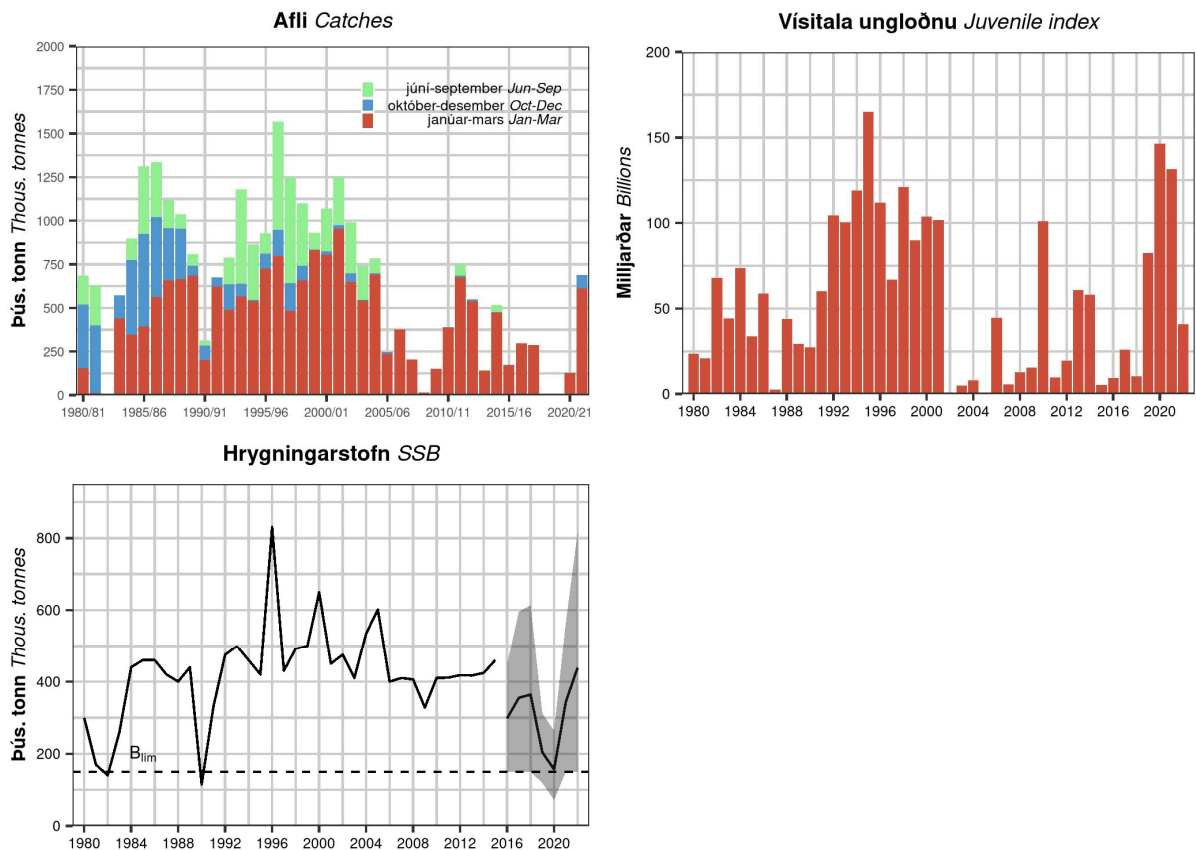 Afli Catches
Þús. tonn Thous. tonnes
2000
1750
1500
1250
1000
750
500
250
0
júní-september Jun-Sep
október-desember Oct-Dec
janúar-mars Jan-Mar
1980/81 1985/86 1990/91 1995/96 2000/01 2005/06 2010/11 2015/16 2020/21
Vísitala ungloðnu Juvenile index
Milljarðar Billions
200
150
100
50
0
1980 1984 1988 1992 1996 2000 2004 2008 2012 2016 2020
Hrygningarstofn SSB
Þús. tonn Thous. tonnes
800
600
400
200
0
Blim
1980 1984 1988 1992 1996 2000 2004 2008 2012 2016 2020